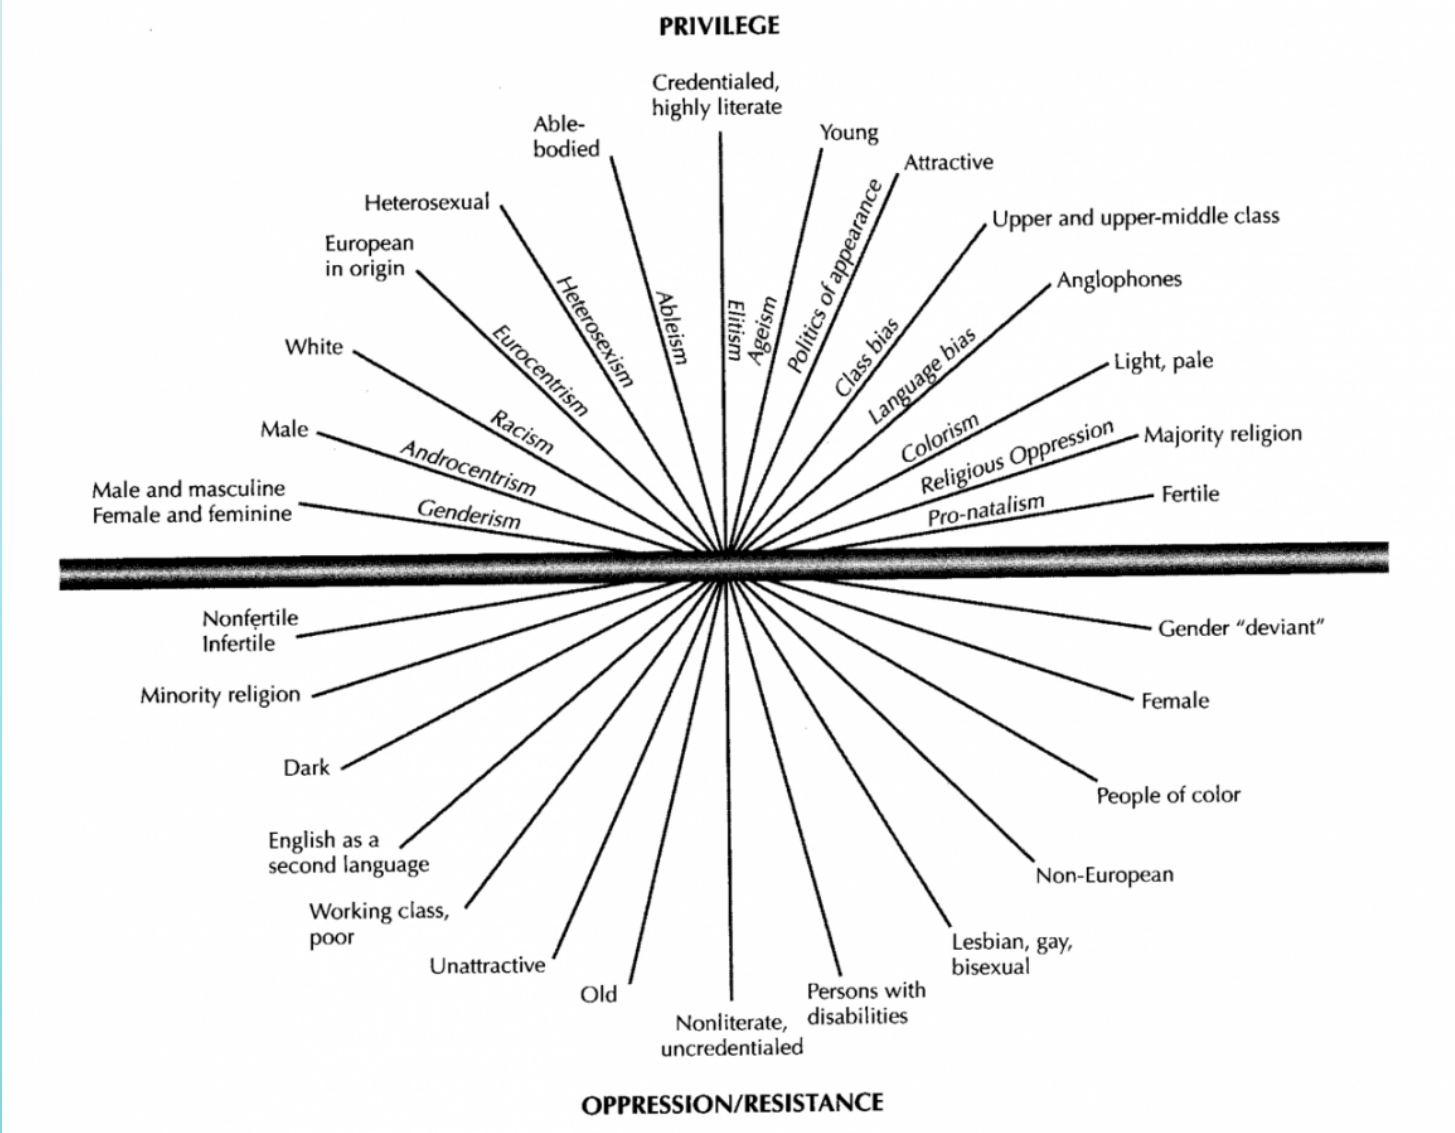 PRIVILEGE
Credentialed,
highly literate
Able-
bodied
Young
Attractive
Heterosexual
Upper and upper-middle class
European
in origin
Anglophones
White
Light, pale
Male
Majority religion
Male and masculine
Female and feminine
Fertile
Genderism
Androcentrism
Racism
Eurocentrism
Heterosexism
Ableism
Elitism
Ageism
Politics of appearance
Class bias
Language bias
Colorism
Religious Oppression
Pro-natalism
Nonfertile
Infertile
Gender “deviant”
Minority religion
Female
Dark
People of color
English as a
second language
Non-European
Working class,
poor
Lesbian, gay,
bisexual
Unattractive
Old
Persons with
disabilities
Nonliterate,
uncredentialed
OPPRESSION/RESISTANCE